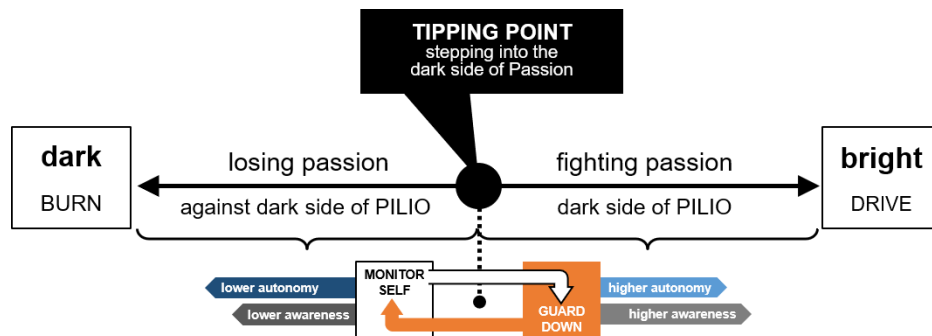 TIPPING POINT
stepping into the
dark side of Passion
dark
BURN
losing passion
against dark side of PILIO
fighting passion
dark side of PILIO
bright
DRIVE
lower autonomy
lower awareness
MONITOR
SELF
GUARD
DOWN
higher autonomy
higher awareness